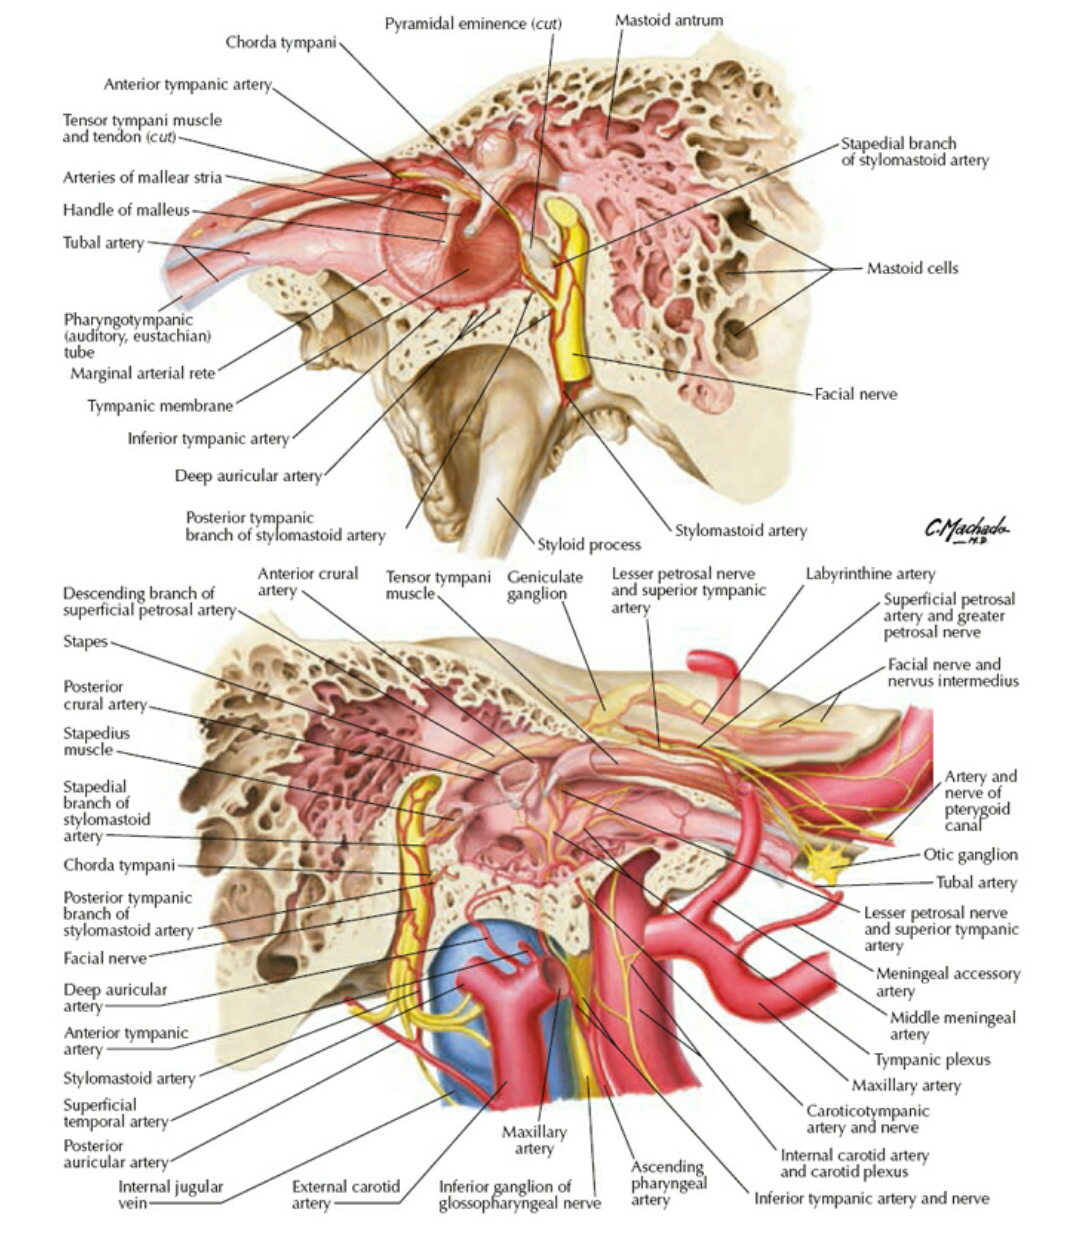 Pyramidal eminence (cut)
Mastoid antrum
Chorda tympani
Anterior tympanic artery
Tensor tympani muscle
and tendon (cut)
Stapedial branch
of stylomastoid artery
Arteries of mallear stria
Handle of malleus
Tubal artery
Mastoid cells
Pharyngotympanic
(auditory, eustachian)
tube
Marginal arterial rete
Facial nerve
Tympanic membrane
Inferior tympanic artery
Deep auricular artery
Posterior tympanic
branch of stylomastoid artery
Stylomastoid artery
Styloid process
C. Machado
M.D.
Descending branch of
superficial petrosal artery
Anterior crural
artery
Tensor tympani
muscle
Geniculate
ganglion
Lesser petrosal nerve
and superior tympanic
artery
Labyrinthine artery
Superficial petrosal
artery and greater
petrosal nerve
Stapes
Facial nerve and
nervus intermedius
Posterior
crural artery
Stapedius
muscle
Stapedial
branch of
stylomastoid
artery
Artery and
nerve of
pterygoid
canal
Chorda tympani
Otic ganglion
Tubal artery
Posterior tympanic
branch of
stylomastoid artery
Lesser petrosal nerve
and superior tympanic
artery
Facial nerve
Meningeal accessory
artery
Deep auricular
artery
Middle meningeal
artery
Anterior tympanic
artery
Tympanic plexus
Stylomastoid artery
Maxillary artery
Superficial
temporal artery
Caroticotympanic
artery and nerve
Posterior
auricular artery
Maxillary
artery
Internal carotid artery
and carotid plexus
Internal jugular
vein
External carotid
artery
Inferior ganglion of
glossopharyngeal nerve
Ascending
pharyngeal
artery
Inferior tympanic artery and nerve